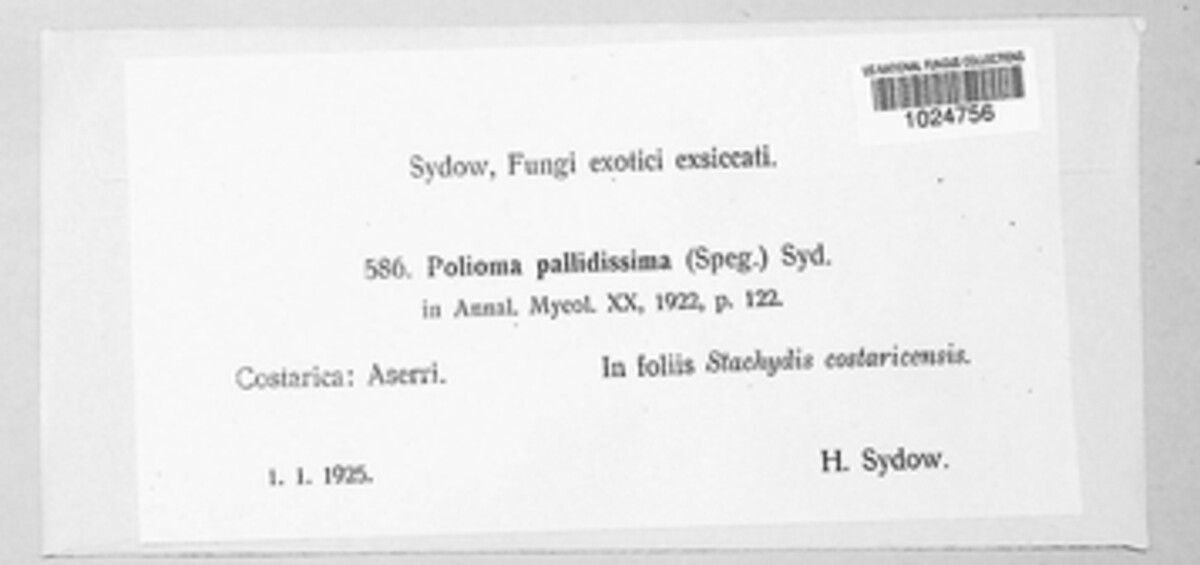 US NATIONAL FUNGUS COLLECTIONS
1024756
Sydow, Fungi exotici exsiccati.
586. Polioma pallidissima (Speg.) Syd.
in Annal. Mycol. XX, 1922, p. 122.
Costarica: Aserri.
In foliis Stachydis costaricensis.
1. 1. 1925.
H. Sydow.